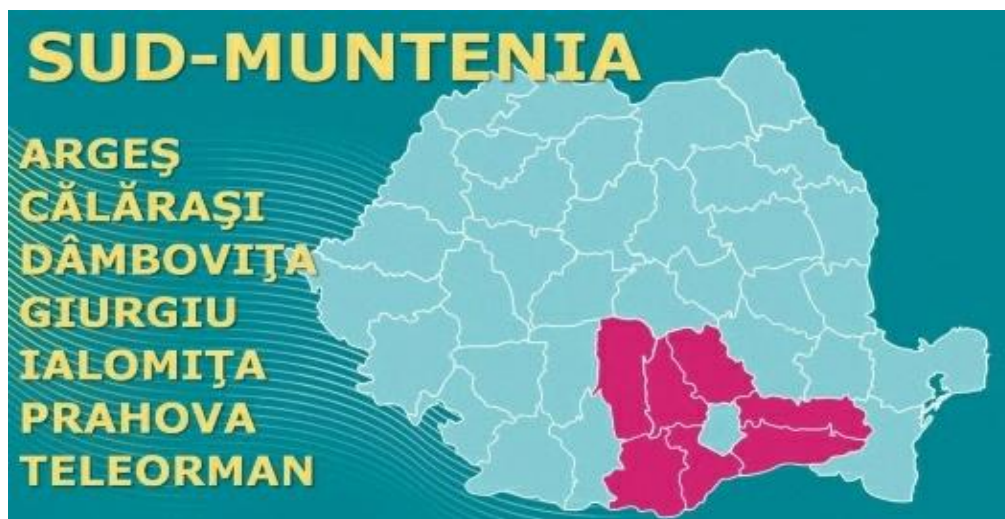 SUD-MUNTENIA
ARGEŞ
CĂLĂRAŞI
DÂMBOVIŢA
GIURGIU
IALOMIŢA
PRAHOVA
TELEORMAN